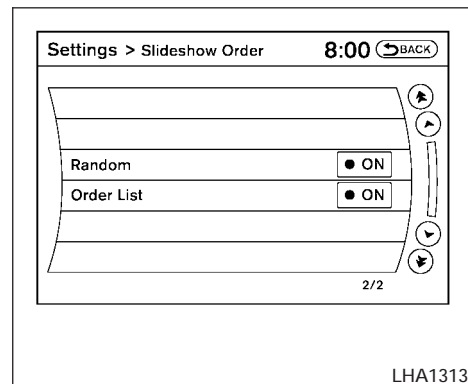 Settings > Slideshow Order 8:00 BACK
Random ON
Order List ON
2/2
LHA1313